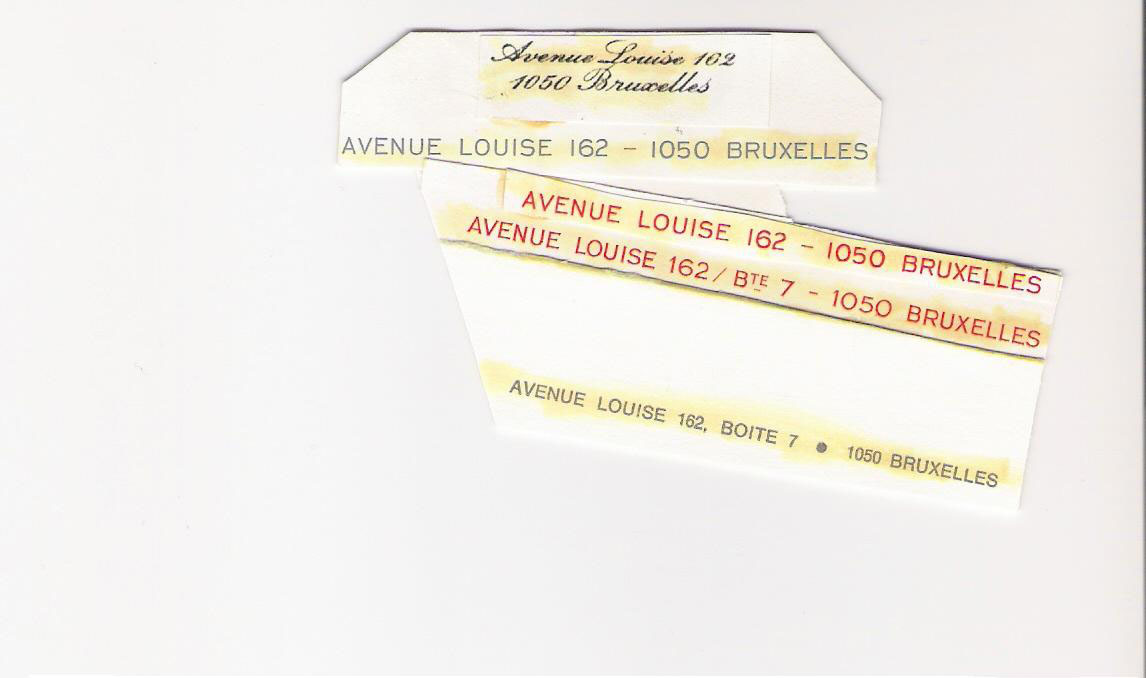 Avenue Louise 162
1050 Bruxelles
AVENUE LOUISE 162 – 1050 BRUXELLES
AVENUE LOUISE 162 – 1050 BRUXELLES
AVENUE LOUISE 162 / BTE 7 – 1050 BRUXELLES
AVENUE LOUISE 162, BOITE 7 ● 1050 BRUXELLES